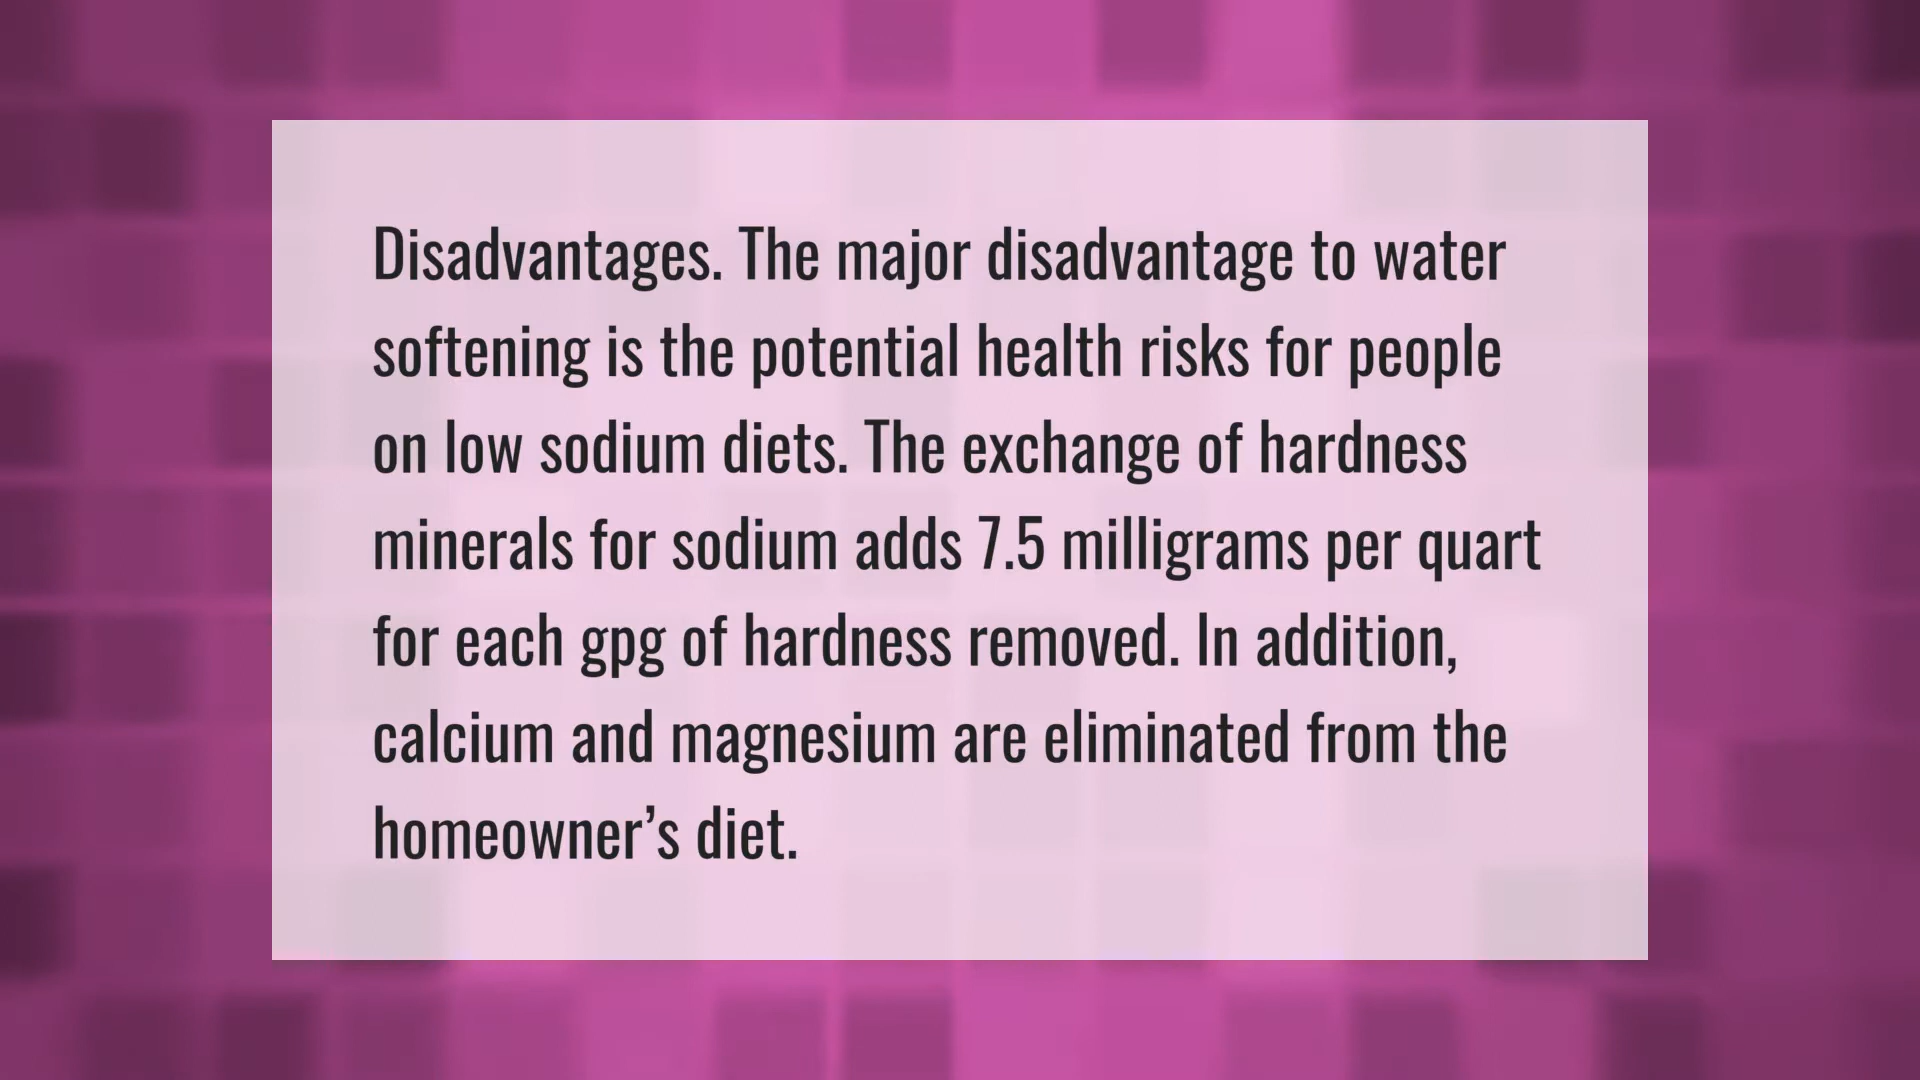 Disadvantages. The major disadvantage to water
softening is the potential health risks for people
on low sodium diets. The exchange of hardness
minerals for sodium adds 7.5 milligrams per quart
for each gpg of hardness removed. In addition,
calcium and magnesium are eliminated from the
homeowner’s diet.